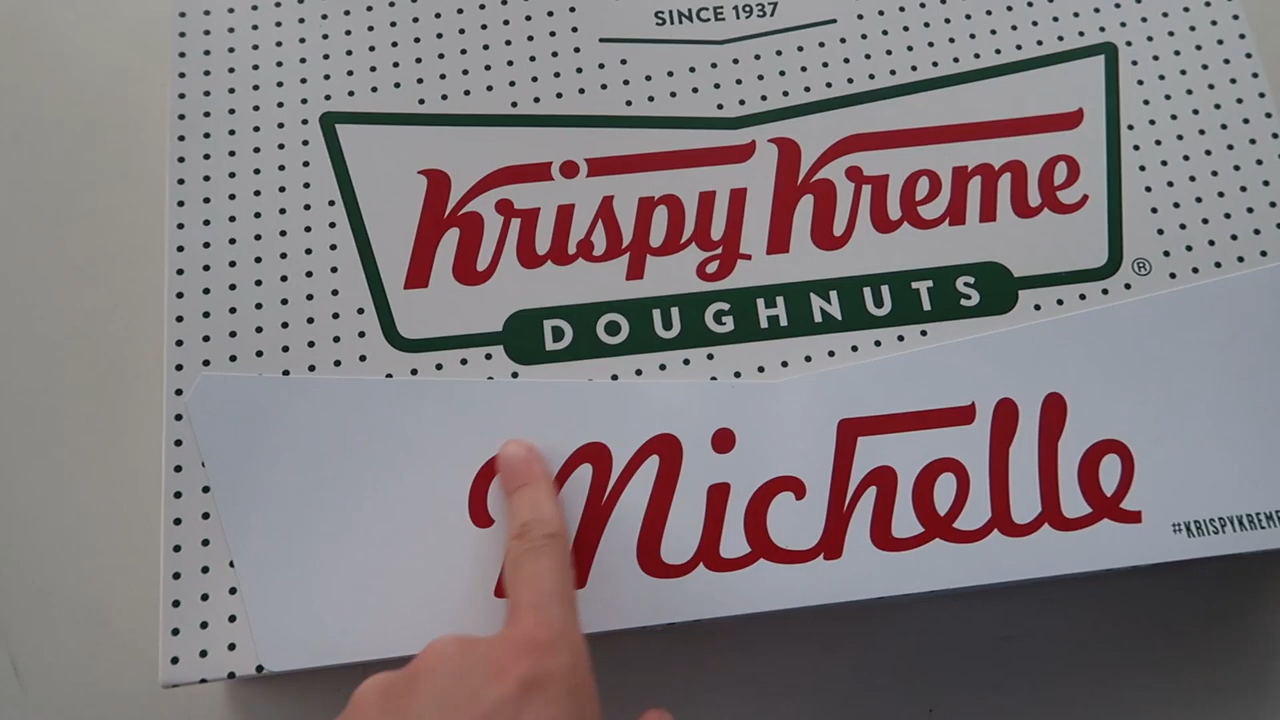 SINCE 1937
Krispy Kreme
DOUGHNUTS
®
Michelle
#KRISPYKREME